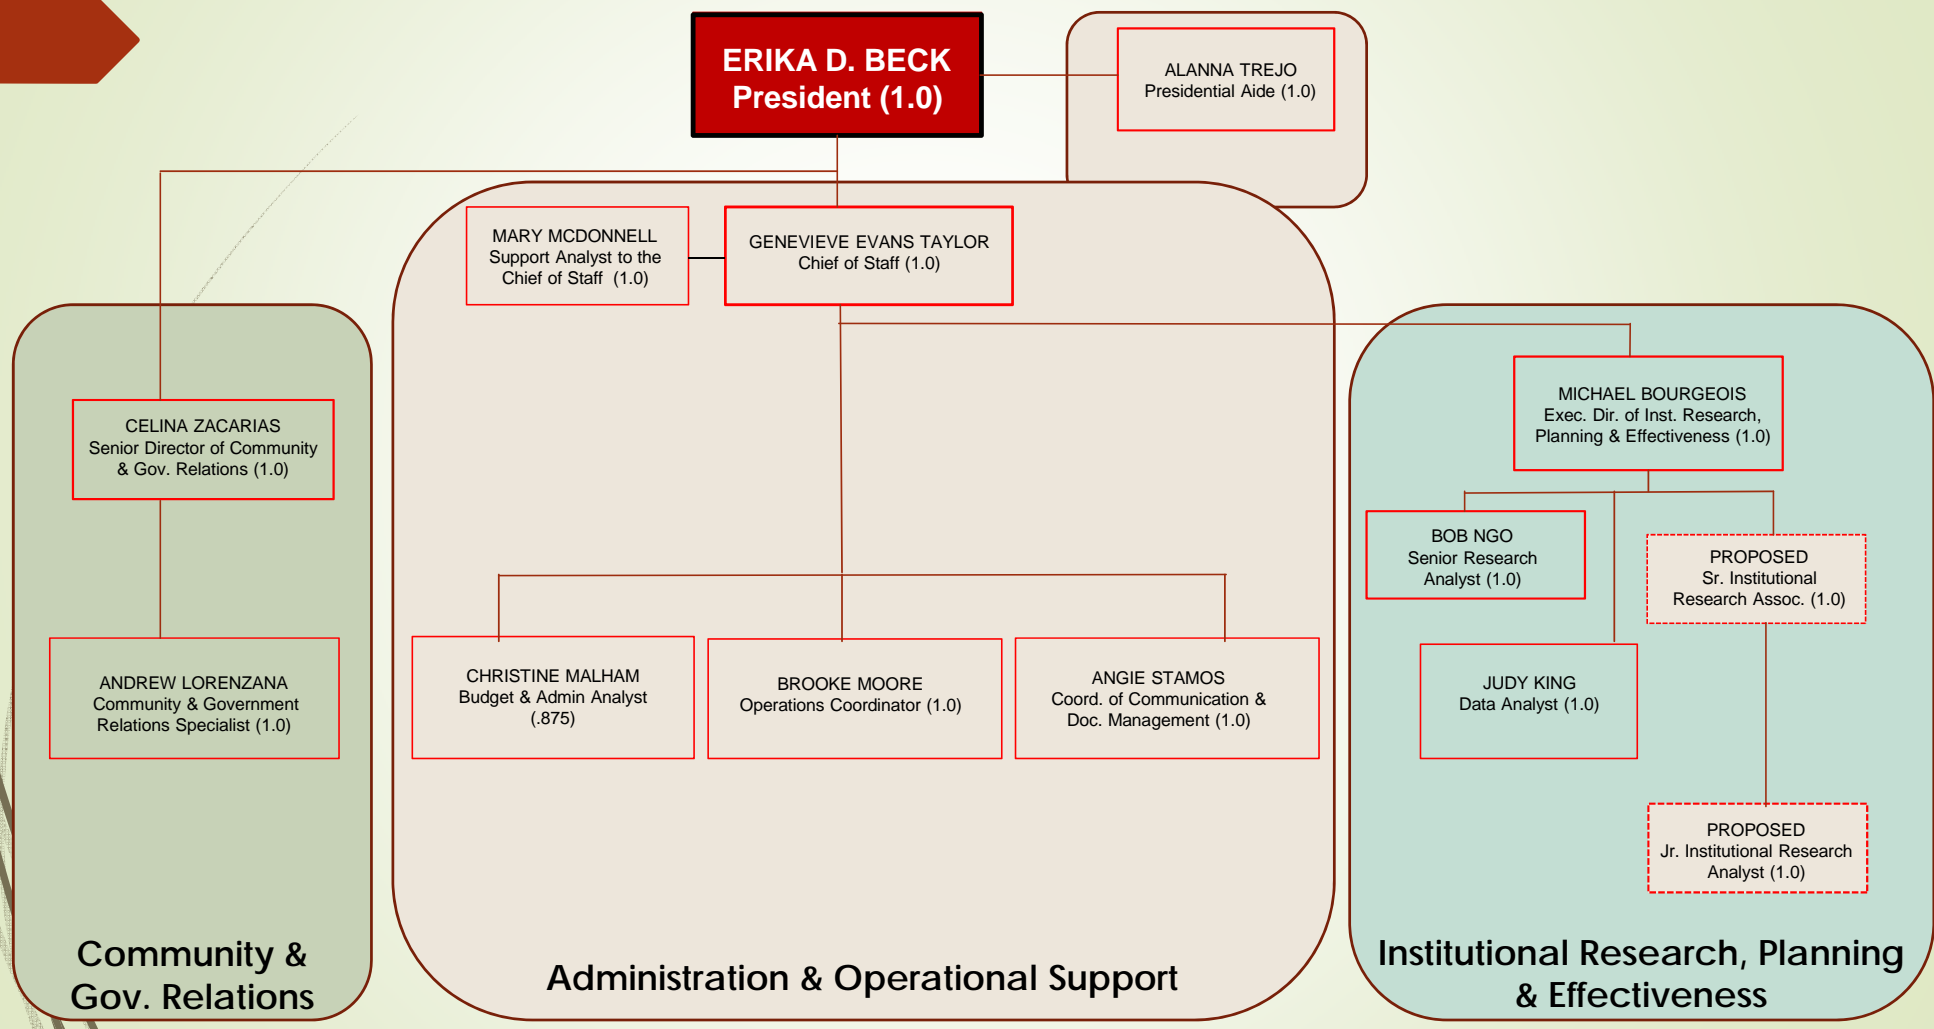 ERIKA D. BECK
President (1.0)
ALANNA TREJO
Presidential Aide (1.0)
MARY MCDONNELL
Support Analyst to the
Chief of Staff (1.0)
GENEVIEVE EVANS TAYLOR
Chief of Staff (1.0)
CELINA ZACARIAS
Senior Director of Community
& Gov. Relations (1.0)
MICHAEL BOURGEOIS
Exec. Dir. of Inst. Research,
Planning & Effectiveness (1.0)
BOB NGO
Senior Research
Analyst (1.0)
PROPOSED
Sr. Institutional
Research Assoc. (1.0)
ANDREW LORENZANA
Community & Government
Relations Specialist (1.0)
CHRISTINE MALHAM
Budget & Admin Analyst
(.875)
BROOKE MOORE
Operations Coordinator (1.0)
ANGIE STAMOS
Coord. of Communication &
Doc. Management (1.0)
JUDY KING
Data Analyst (1.0)
PROPOSED
Jr. Institutional Research
Analyst (1.0)
Community &
Gov. Relations
Administration & Operational Support
Institutional Research, Planning
& Effectiveness